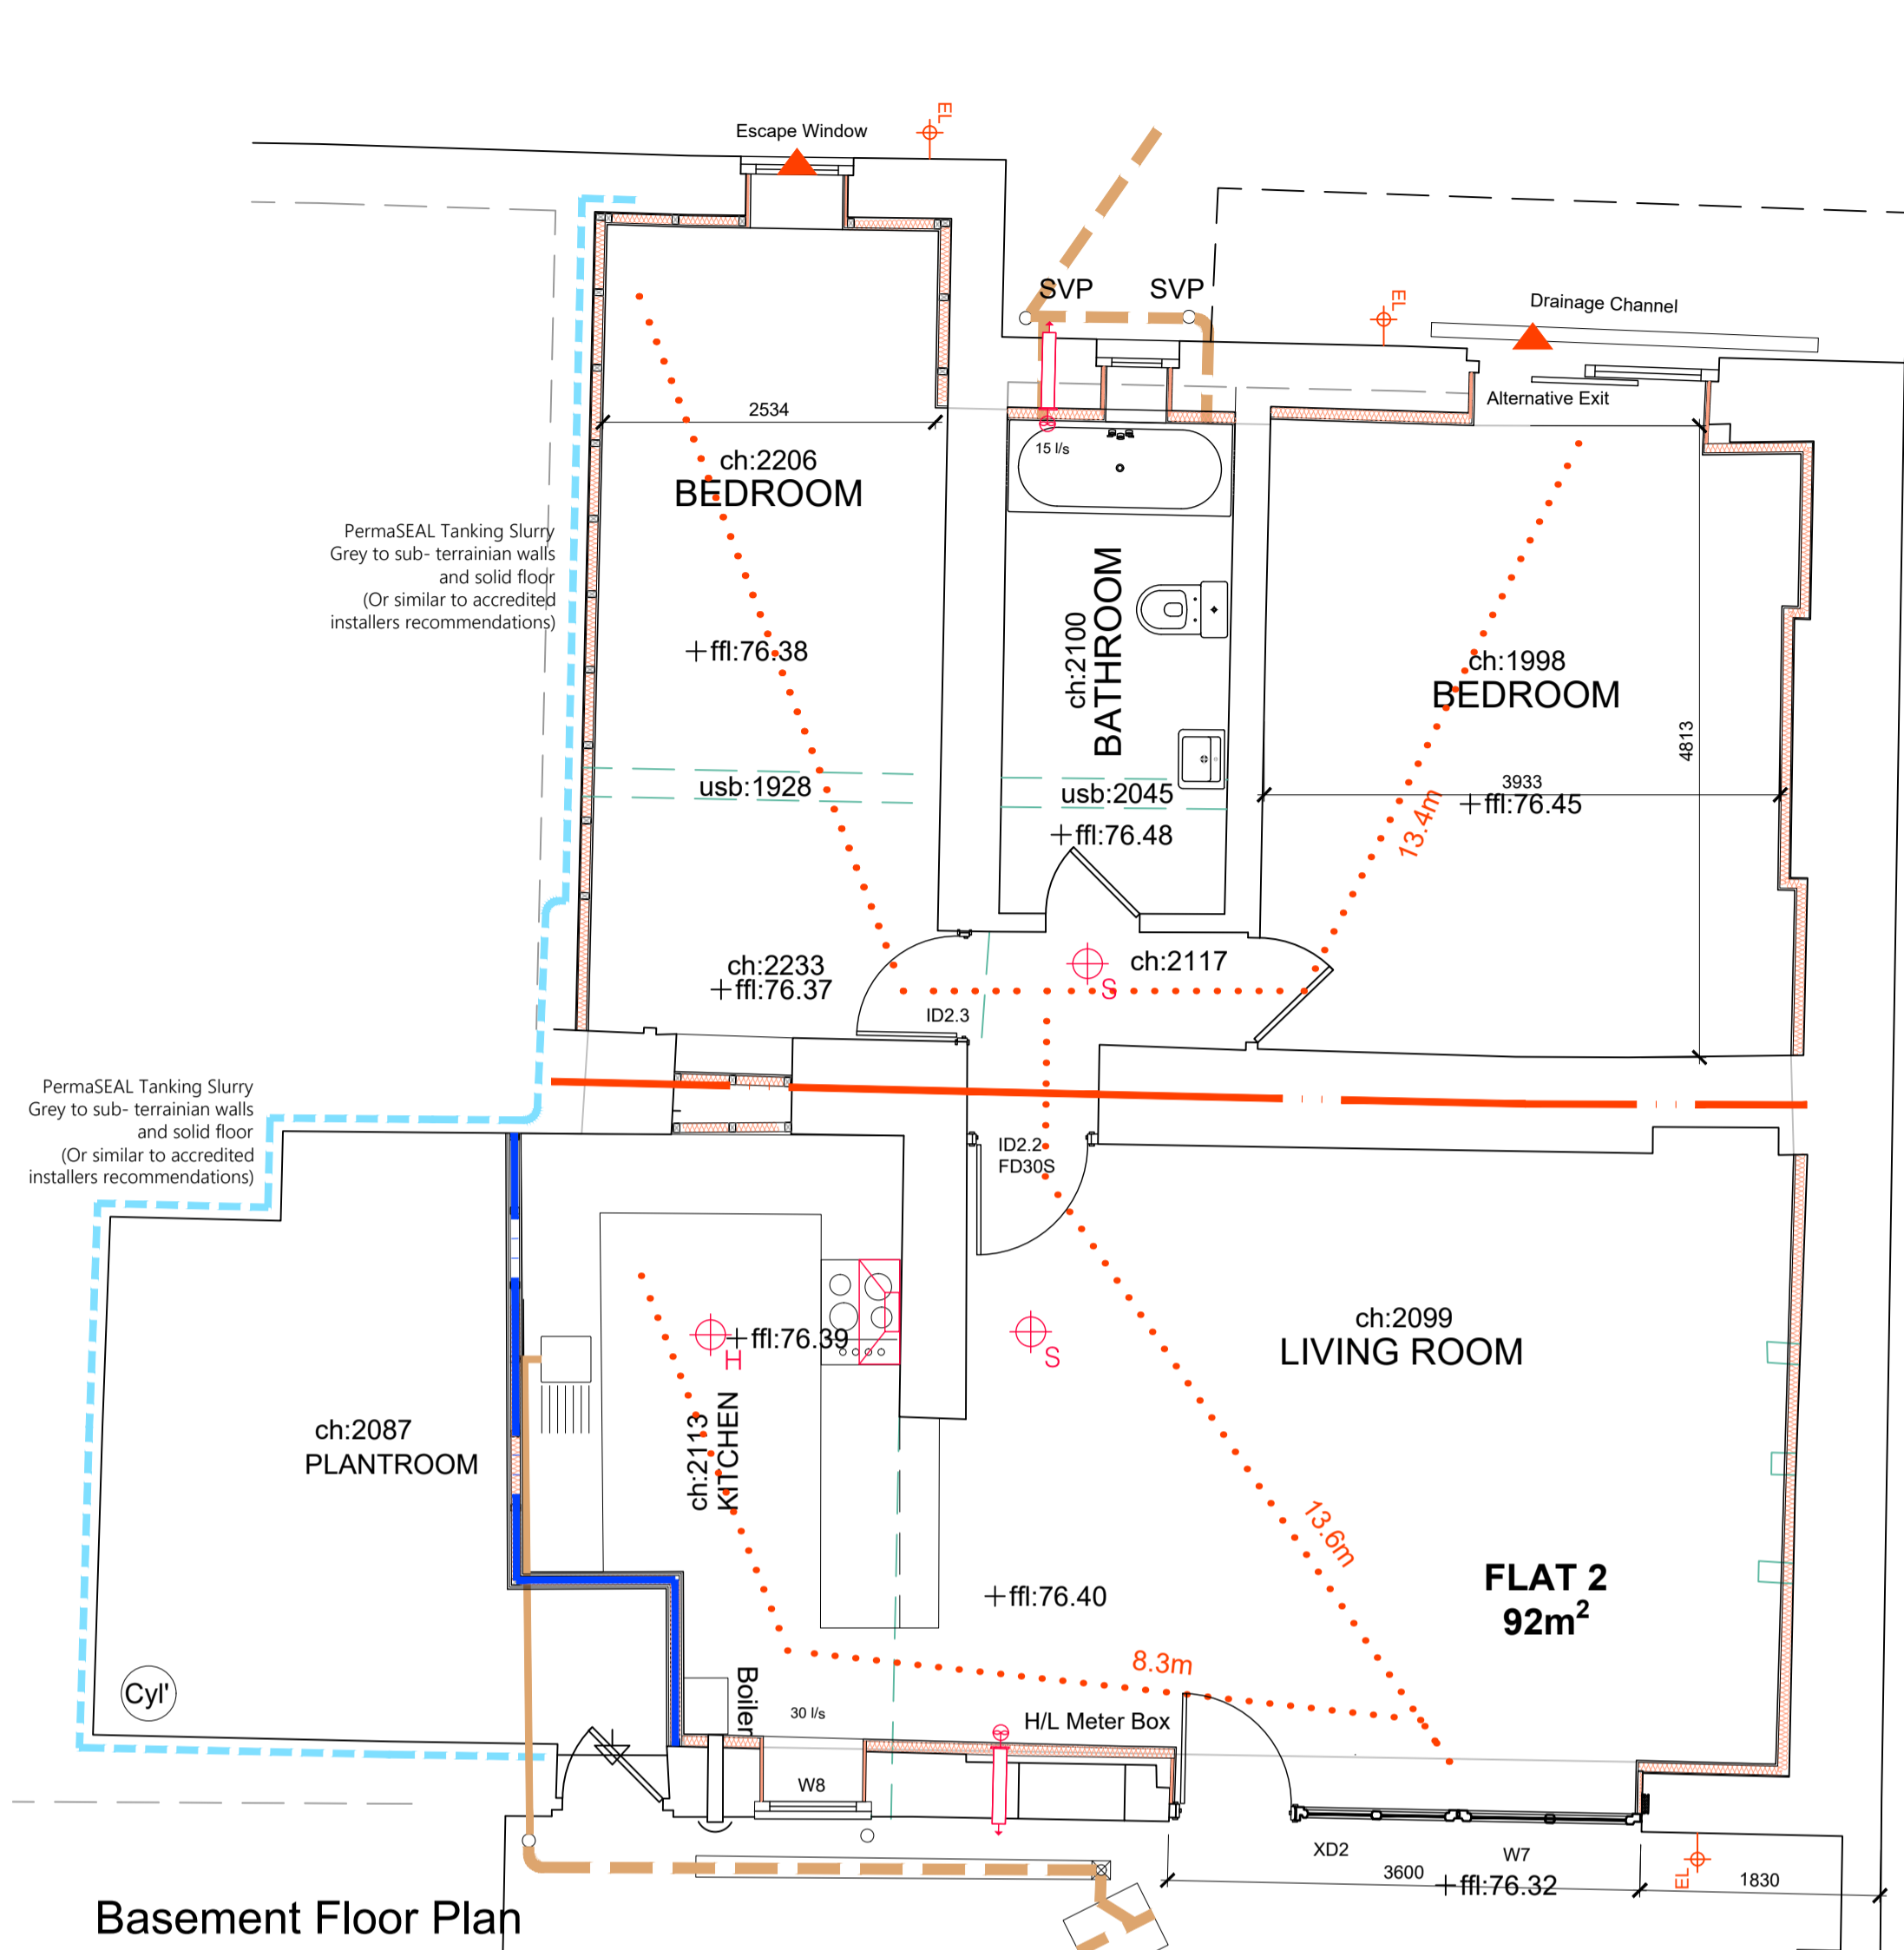 Escape Window
EL
SVP
SVP
EL
Drainage Channel
Alternative Exit
2534
15 l/s
ch:2206
BEDROOM
PermaSEAL Tanking Slurry
Grey to sub- terrainian walls
and solid floor
(Or similar to accredited
installers recommendations)
ch:2100
BATHROOM
+ffl:76.38
ch:1998
BEDROOM
4813
3933
+ffl:76.45
13.4m
usb:1928
usb:2045
+ffl:76.48
ch:2233
+ffl:76.37
ch:2117
S
ID2.3
PermaSEAL Tanking Slurry
Grey to sub- terrainian walls
and solid floor
(Or similar to accredited
installers recommendations)
ID2.2
FD30S
+ffl:76.39
H
S
ch:2099
LIVING ROOM
ch:2087
PLANTROOM
ch:2113
KITCHEN
13.6m
FLAT 2
92m²
+ffl:76.40
8.3m
Cyl'
Boiler
30 l/s
H/L Meter Box
W8
XD2
W7
3600
+ffl:76.32
EL
1830
Basement Floor Plan